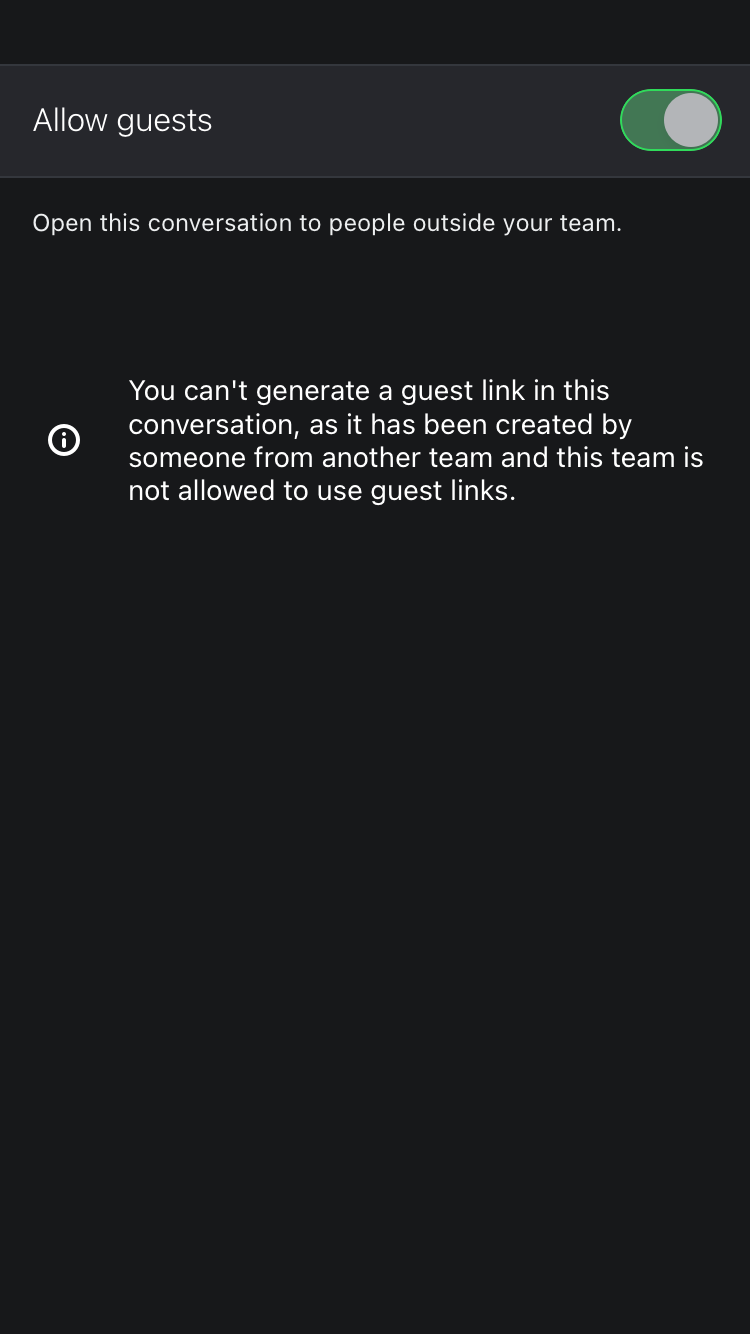 Allow guests
Open this conversation to people outside your team.
You can't generate a guest link in this
conversation, as it has been created by
someone from another team and this team is
not allowed to use guest links.